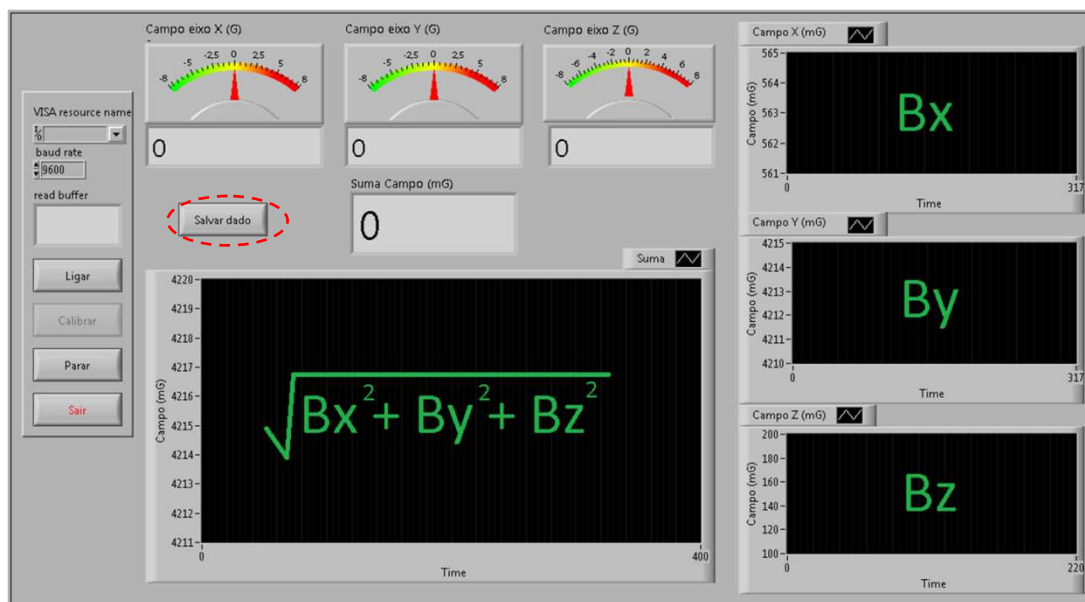 VISA resource name
I/O
baud rate
9600
read buffer
Ligar
Calibrar
Parar
Sair
Campo eixo X (G)
-8 -5 -2,5 0 2,5 5 8
0
Campo eixo Y (G)
-8 -5 -2,5 0 2,5 5 8
0
Campo eixo Z (G)
-8 -6 -4 -2 0 2 4 6 8
0
Salvar dado
Suma Campo (mG)
0
Suma
Campo (mG)
4220
4219
4218
4217
4216
4215
4214
4213
4212
4211
0 400
Time
√Bx²+ By²+ Bz²
Campo X (mG)
Campo (mG)
565
564
563
562
561
Bx
0 317
Time
Campo Y (mG)
Campo (mG)
4215
4214
4213
4212
4211
4210
By
0 317
Time
Campo Z (mG)
Campo (mG)
200
180
160
140
120
100
Bz
0 220
Time